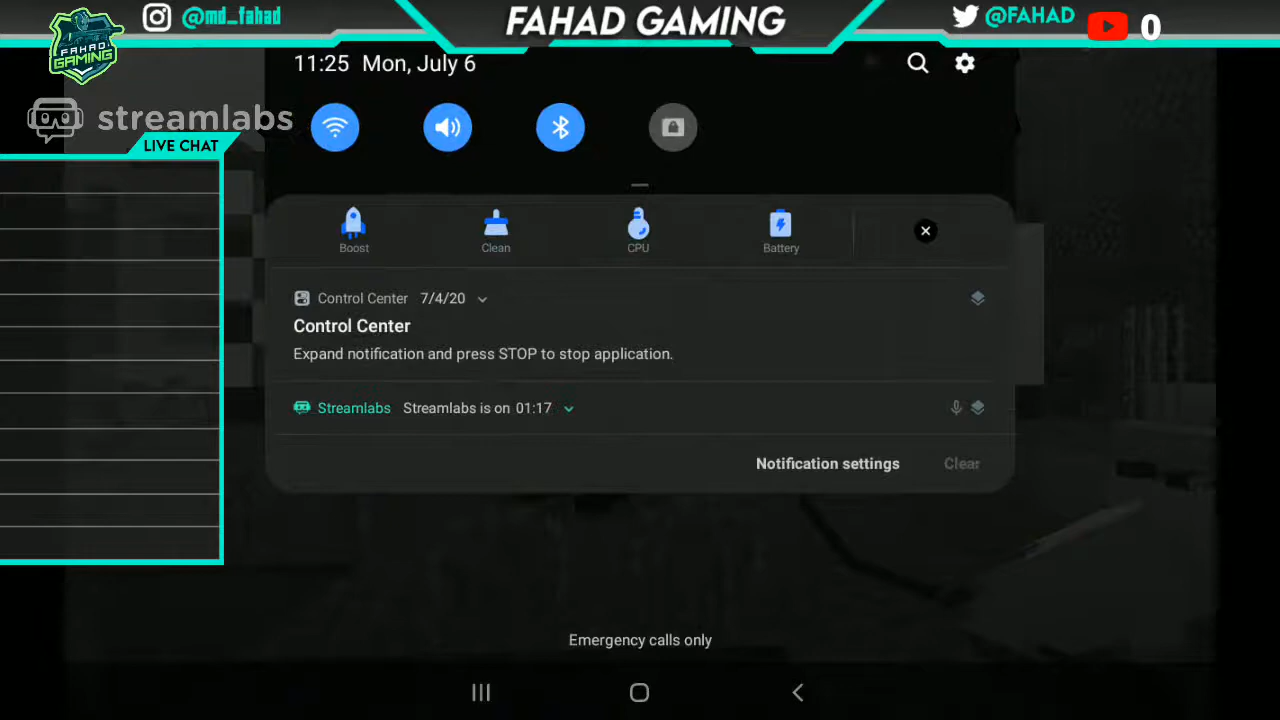 @md_fahad
FAHAD GAMING
@FAHAD
0
FAHAD
GAMING
streamlabs
LIVE CHAT
11:25 Mon, July 6
Boost
Clean
CPU
Battery
Control Center 7/4/20
Control Center
Expand notification and press STOP to stop application.
Streamlabs Streamlabs is on 01:17
Notification settings
Clear
Emergency calls only